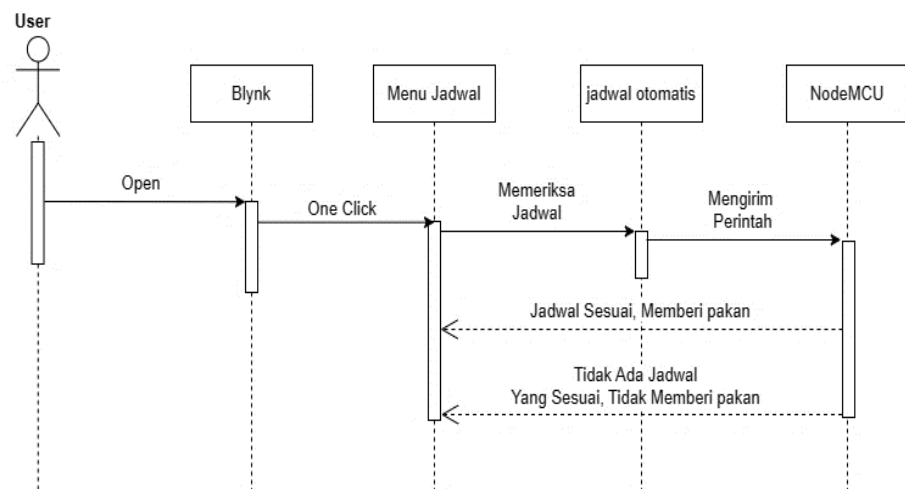 User
Blynk
Menu Jadwal
jadwal otomatis
NodeMCU
Open
One Click
Memeriksa
Jadwal
Mengirim
Perintah
Jadwal Sesuai, Memberi pakan
Tidak Ada Jadwal
Yang Sesuai, Tidak Memberi pakan